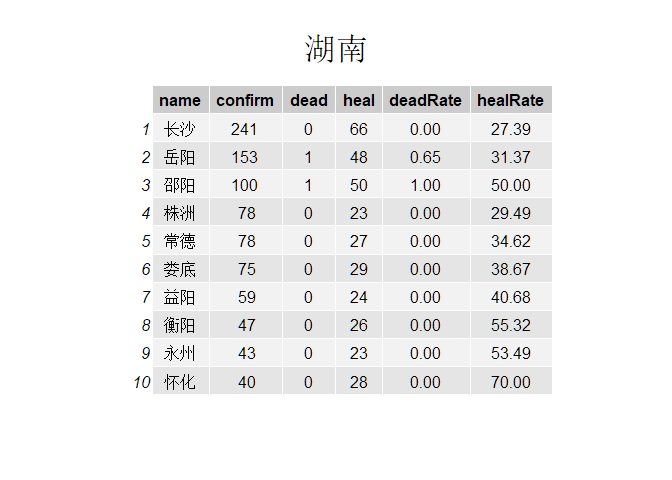 湖南
name confirm dead heal deadRate healRate
1 长沙 241 0 66 0.00 27.39
2 岳阳 153 1 48 0.65 31.37
3 邵阳 100 1 50 1.00 50.00
4 株洲 78 0 23 0.00 29.49
5 常德 78 0 27 0.00 34.62
6 娄底 75 0 29 0.00 38.67
7 益阳 59 0 24 0.00 40.68
8 衡阳 47 0 26 0.00 55.32
9 永州 43 0 23 0.00 53.49
10 怀化 40 0 28 0.00 70.00